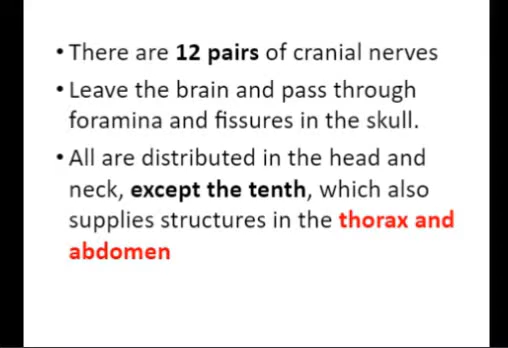 • There are 12 pairs of cranial nerves
• Leave the brain and pass through
foramina and fissures in the skull.
• All are distributed in the head and
neck, except the tenth, which also
supplies structures in the thorax and
abdomen